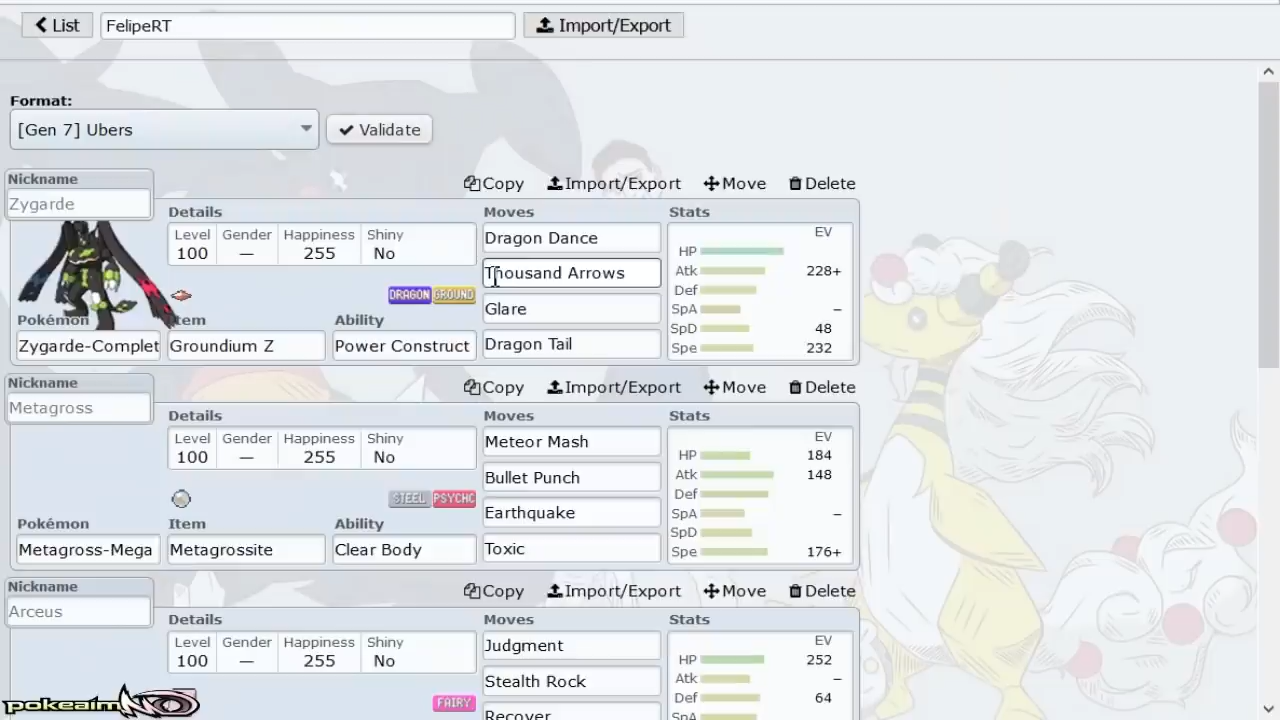 List
FelipeRT
Import/Export
Format:
[Gen 7] Ubers
Validate
Nickname
Zygarde
Copy Import/Export Move Delete
Details
Level Gender Happiness Shiny
100 — 255 No
DRAGON GROUND
Pokémon Item Ability
Zygarde-Complet Groundium Z Power Construct
Moves
Dragon Dance
Thousand Arrows
Glare
Dragon Tail
Stats
EV
HP
Atk 228+
Def
SpA –
SpD 48
Spe 232
Nickname
Metagross
Copy Import/Export Move Delete
Details
Level Gender Happiness Shiny
100 — 255 No
STEEL PSYCHC
Pokémon Item Ability
Metagross-Mega Metagrossite Clear Body
Moves
Meteor Mash
Bullet Punch
Earthquake
Toxic
Stats
EV
HP 184
Atk 148
Def
SpA –
SpD
Spe 176+
Nickname
Arceus
Copy Import/Export Move Delete
Details
Level Gender Happiness Shiny
100 — 255 No
FAIRY
Moves
Judgment
Stealth Rock
Recover
Stats
EV
HP 252
Atk –
Def 64
SpA
pokeaimMD